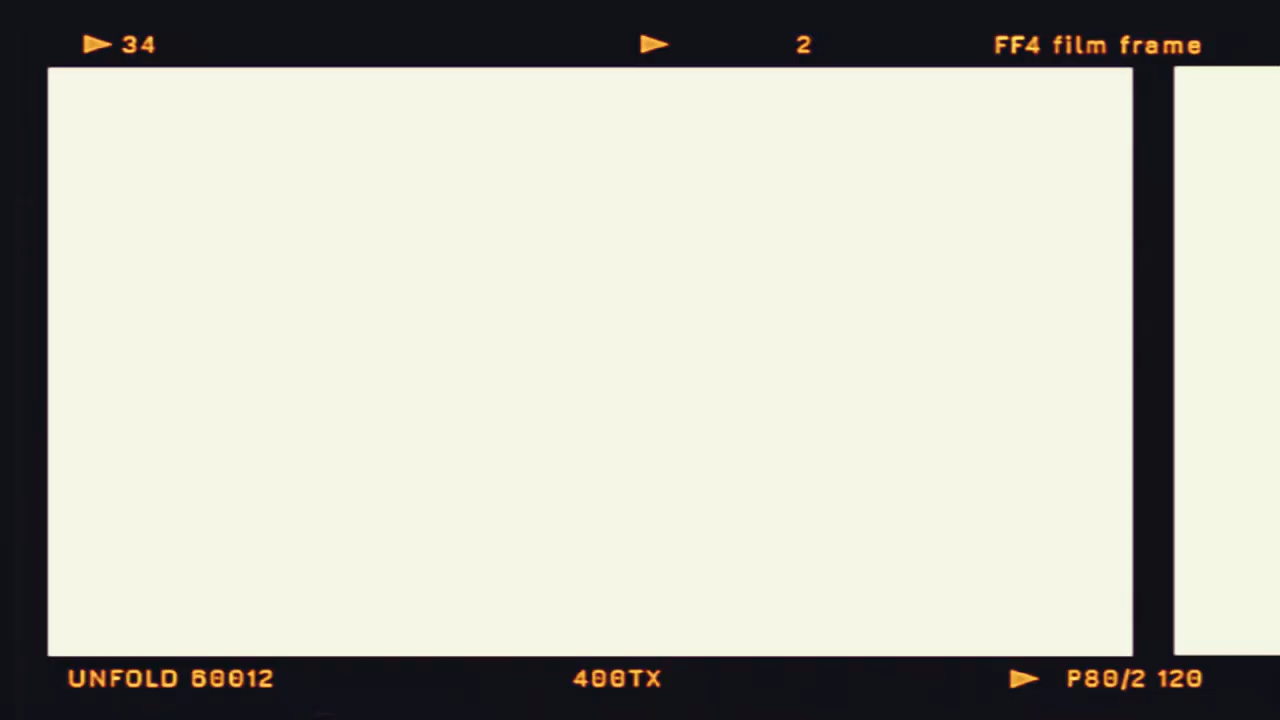 ▶ 34 ▶ 2 FF4 film frame
UNFOLD 60012 400TX ▶ P80/2 120